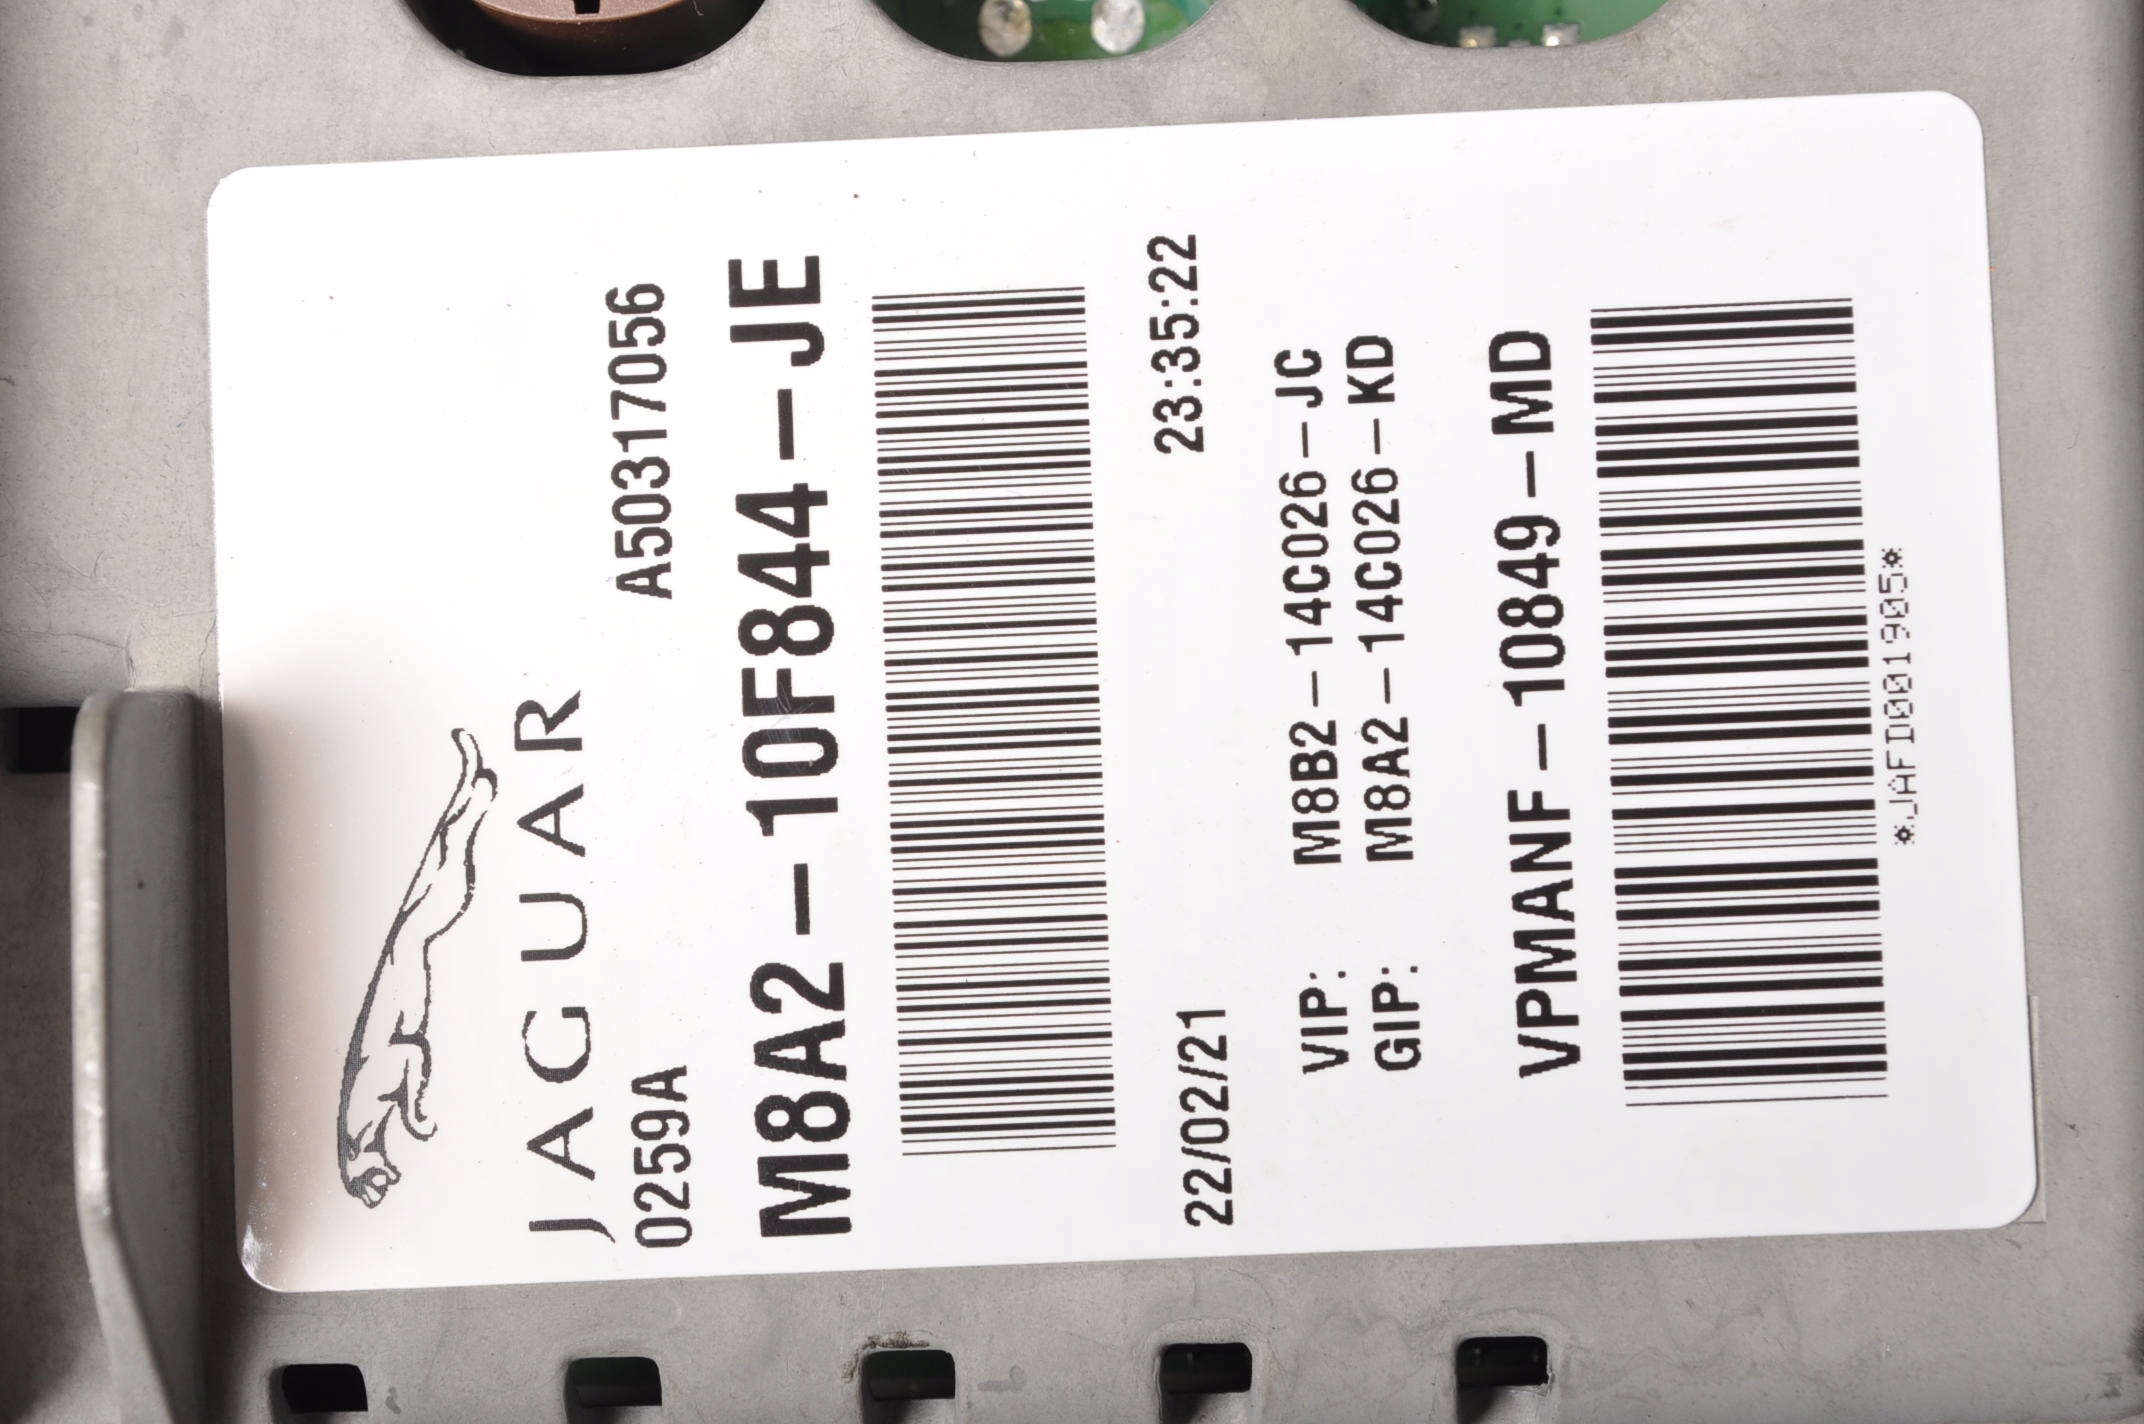 JAGUAR
0259A A50317056
M8A2-10F844-JE
22/02/21 23:35:22
VIP: M8B2-14C026-JC
GIP: M8A2-14C026-KD
VPMANF-10849-MD
*JAFID001905*